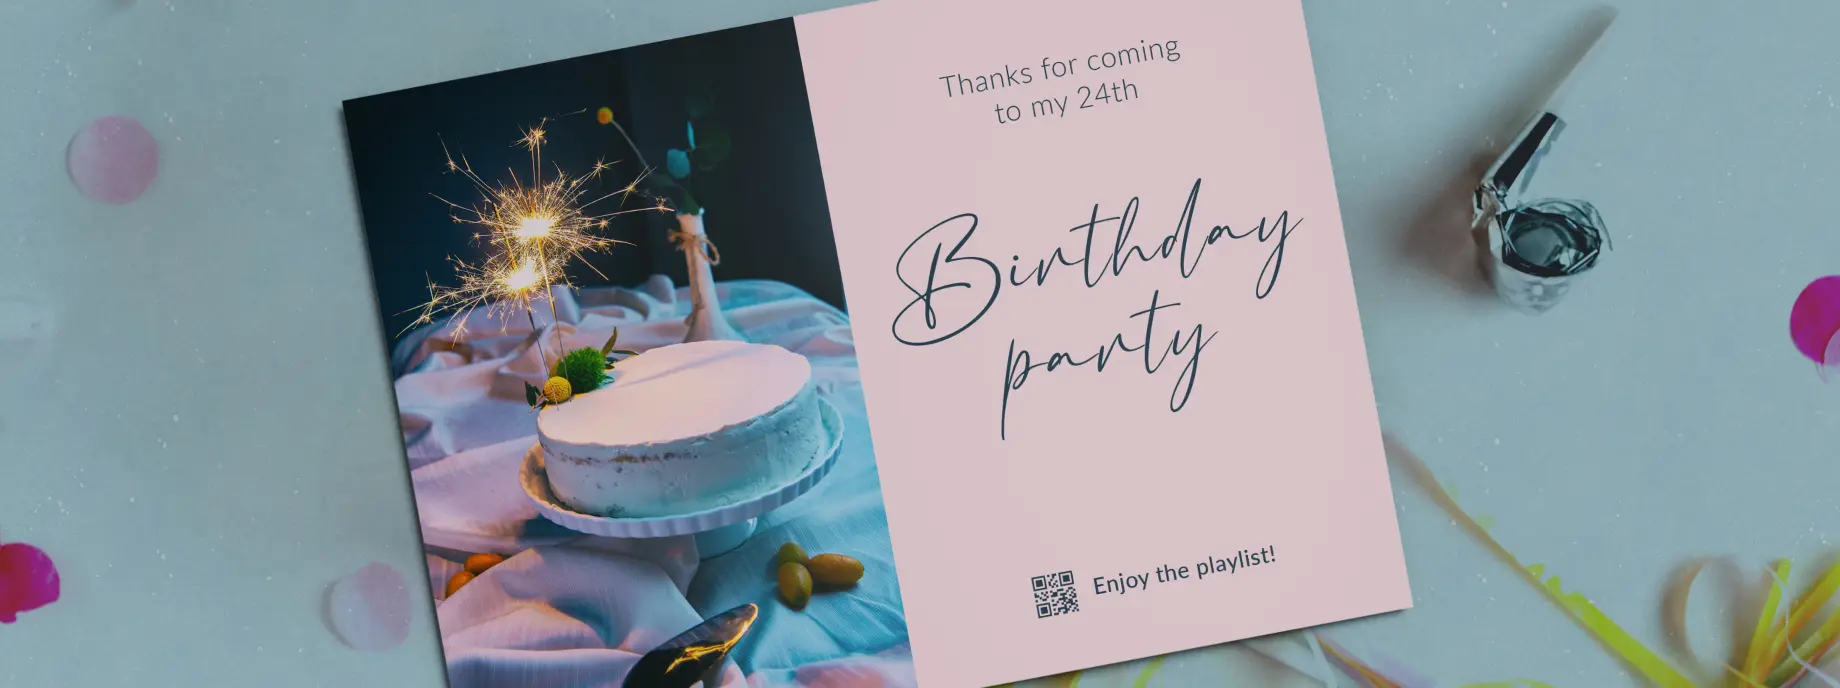 Thanks for coming
to my 24th
Birthday
party
Enjoy the playlist!